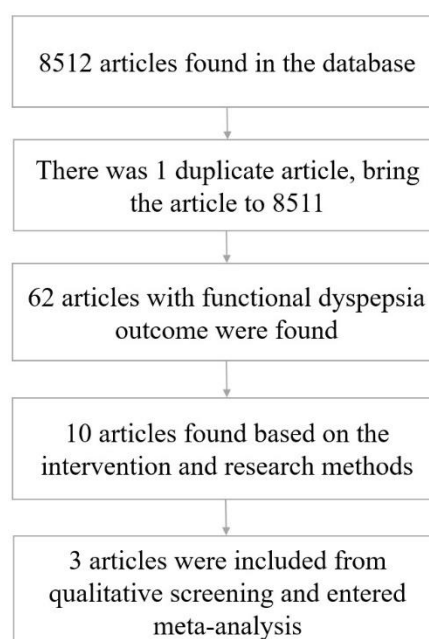 8512 articles found in the database
There was 1 duplicate article, bring
the article to 8511
62 articles with functional dyspepsia
outcome were found
10 articles found based on the
intervention and research methods
3 articles were included from
qualitative screening and entered
meta-analysis